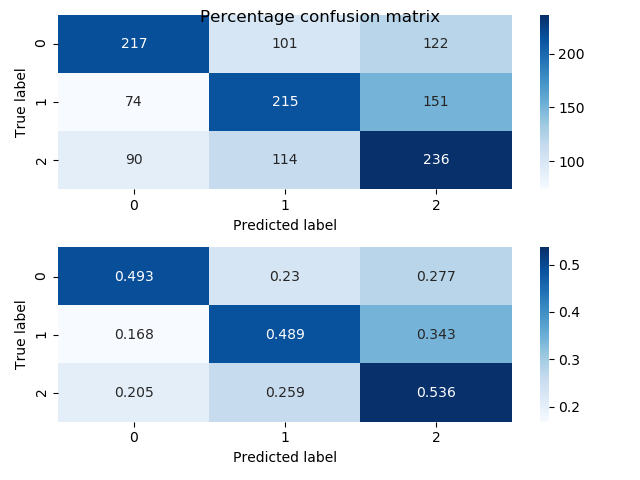 Percentage confusion matrix
True label
0 217 101 122
1 74 215 151
2 90 114 236
0 1 2
Predicted label
200
150
100
True label
0 0.493 0.23 0.277
1 0.168 0.489 0.343
2 0.205 0.259 0.536
0 1 2
Predicted label
0.5
0.4
0.3
0.2